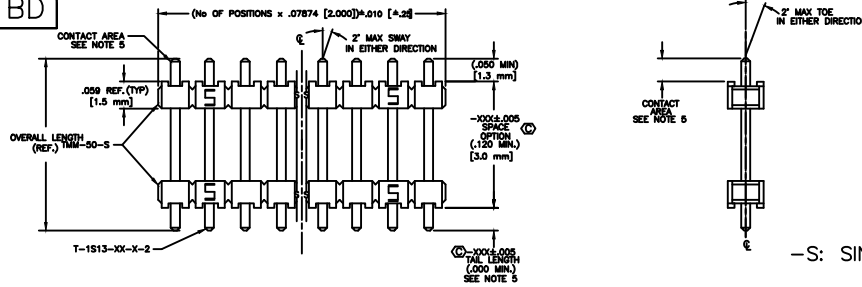 BD
(No OF POSITIONS x .07874 [2.000])±.010 [±.25]
CONTACT AREA
SEE NOTE 5
℄
2° MAX SWAY
IN EITHER DIRECTION
.059 REF.(TYP)
[1.5 mm]
S
S
(.050 MIN)
[1.3 mm]
-XXX±.005
SPACE
OPTION
(.120 MIN.)
[3.0 mm]
C
OVERALL LENGTH
(REF.)
TMM-50-S
S
S
T-1S13-XX-X-2
C
-XXX±.005
TAIL LENGTH
(.000 MIN.)
SEE NOTE 5
2° MAX TOE
IN EITHER DIRECTIO
CONTACT
AREA
SEE NOTE 5
℄
-S: SIN